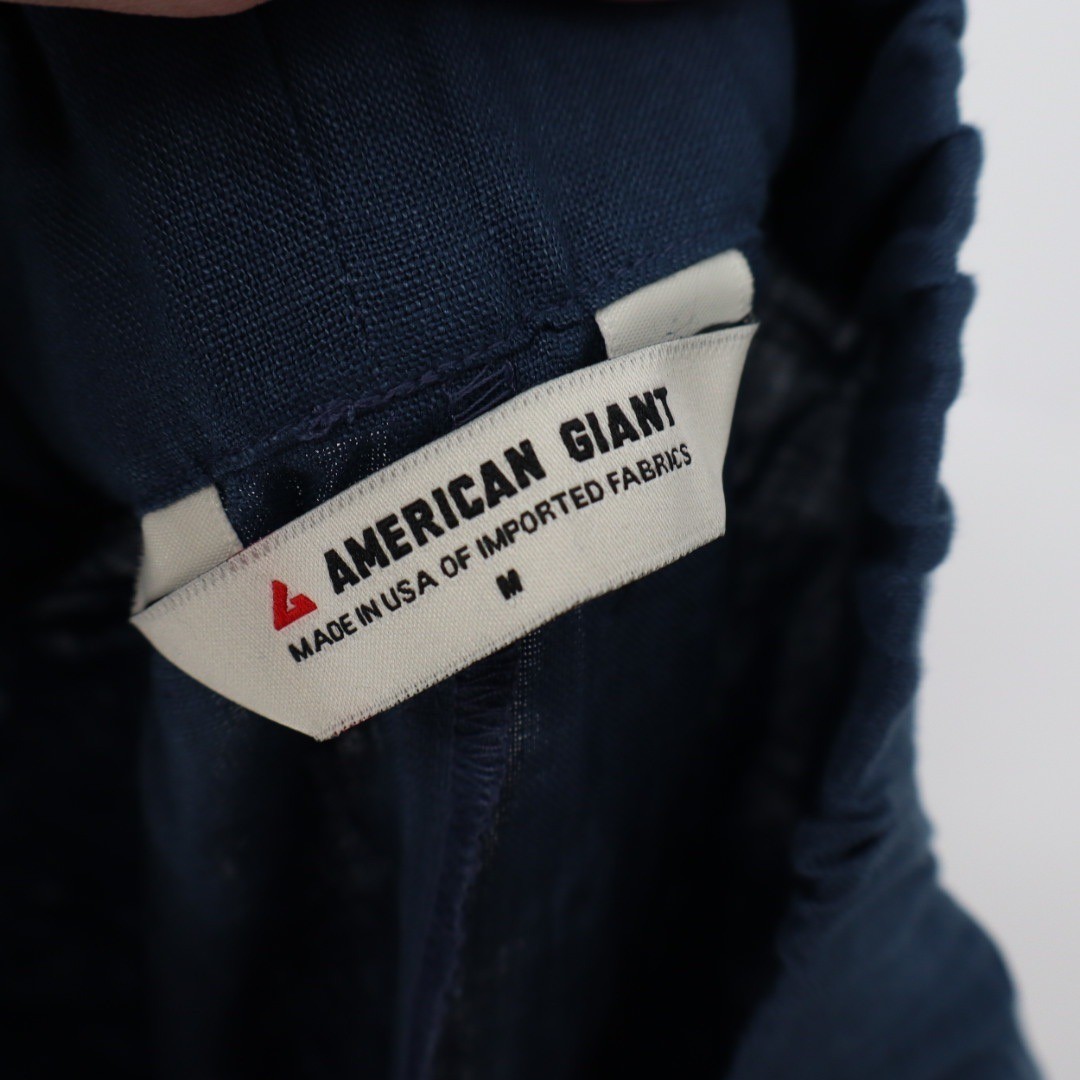 AMERICAN GIANT
MADE IN USA OF IMPORTED FABRICS
M